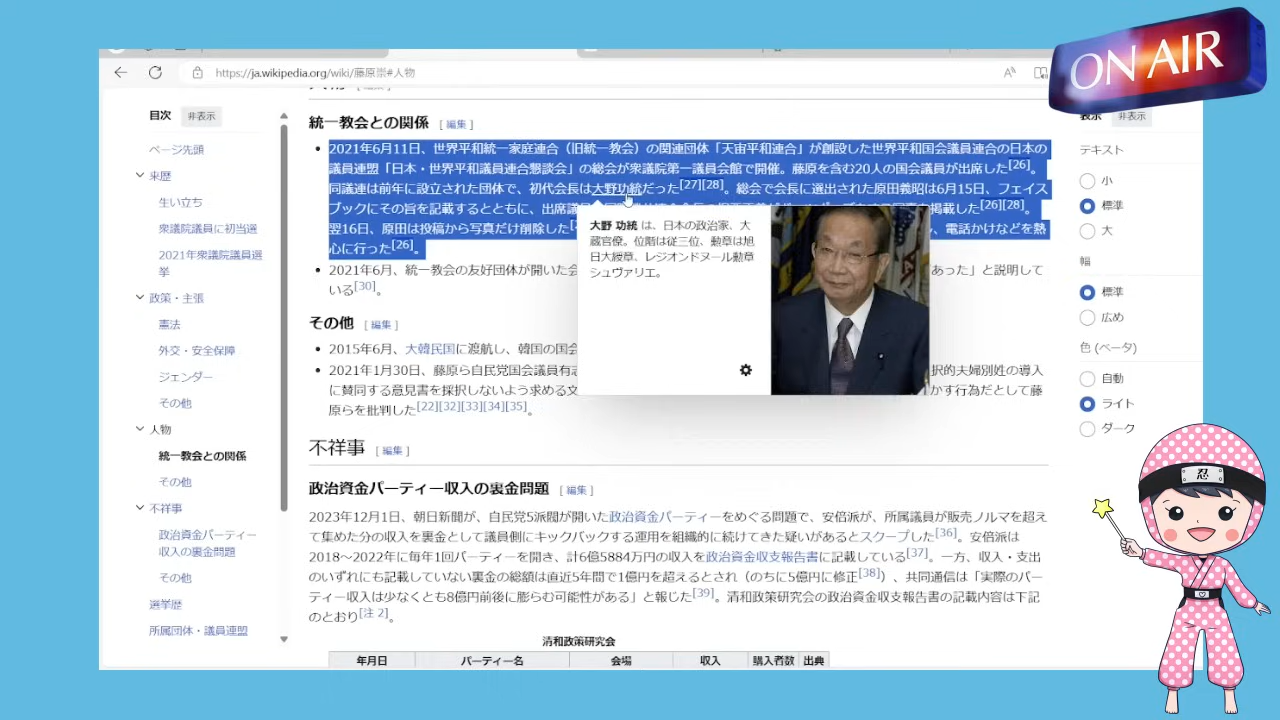 https://ja.wikipedia.org/wiki/藤原崇#人物
ON AIR
目次 非表示
ページ先頭
来歴
生い立ち
衆議院議員に初当選
2021年衆議院議員選
挙
政策・主張
憲法
外交・安全保障
ジェンダー
その他
人物
統一教会との関係
その他
不祥事
政治資金パーティー
収入の裏金問題
その他
選挙歴
所属団体・議員連盟
統一教会との関係 [ 編集 ]
2021年6月11日、世界平和統一家庭連合（旧統一教会）の関連団体「天宙平和連合」が創設した世界平和国会議員連合の日本の
議員連盟「日本・世界平和議員連合懇談会」の総会が衆議院第一議員会館で開催。藤原を含む20人の国会議員が出席した[26]。
同議連は前年に設立された団体で、初代会長は大野功統だった[27][28]。総会で会長に選出された原田義昭は6月15日、フェイス
ブックにその旨を記載するとともに、出席議
掲載した[26][28]。
翌16日、原田は投稿から写真だけ削除した
、電話かけなどを熱
心に行った[26]。
2021年6月、統一教会の友好団体が開いた会
あった」と説明して
いる[30]。
大野 功統 は、日本の政治家、大
蔵官僚。位階は従三位、勲章は旭
日大綬章、レジオンドヌール勲章
シュヴァリエ。
その他 [ 編集 ]
2015年6月、大韓民国に渡航し、韓国の国会
2021年1月30日、藤原ら自民党国会議員有志
択的夫婦別姓の導入
に賛同する意見書を採択しないよう求める文
かす行為だとして藤
原らを批判した[22][32][33][34][35]。
不祥事 [ 編集 ]
政治資金パーティー収入の裏金問題 [ 編集 ]
2023年12月1日、朝日新聞が、自民党5派閥が開いた政治資金パーティーをめぐる問題で、安倍派が、所属議員が販売ノルマを超え
て集めた分の収入を裏金として議員側にキックバックする運用を組織的に続けてきた疑いがあるとスクープした[36]。安倍派は
2018～2022年に毎年1回パーティーを開き、計6億5884万円の収入を政治資金収支報告書に記載している[37]。一方、収入・支出
のいずれにも記載していない裏金の総額は直近5年間で1億円を超えるとされ（のちに5億円に修正[38]）、共同通信は「実際のパー
ティー収入は少なくとも8億円前後に膨らむ可能性がある」と報じた[39]。清和政策研究会の政治資金収支報告書の記載内容は下記
のとおり[注 2]。
清和政策研究会
年月日 パーティー名 会場 収入 購入者数 出典
表示 非表示
テキスト
小
標準
大
幅
標準
広め
色 (ベータ)
自動
ライト
ダーク
忍